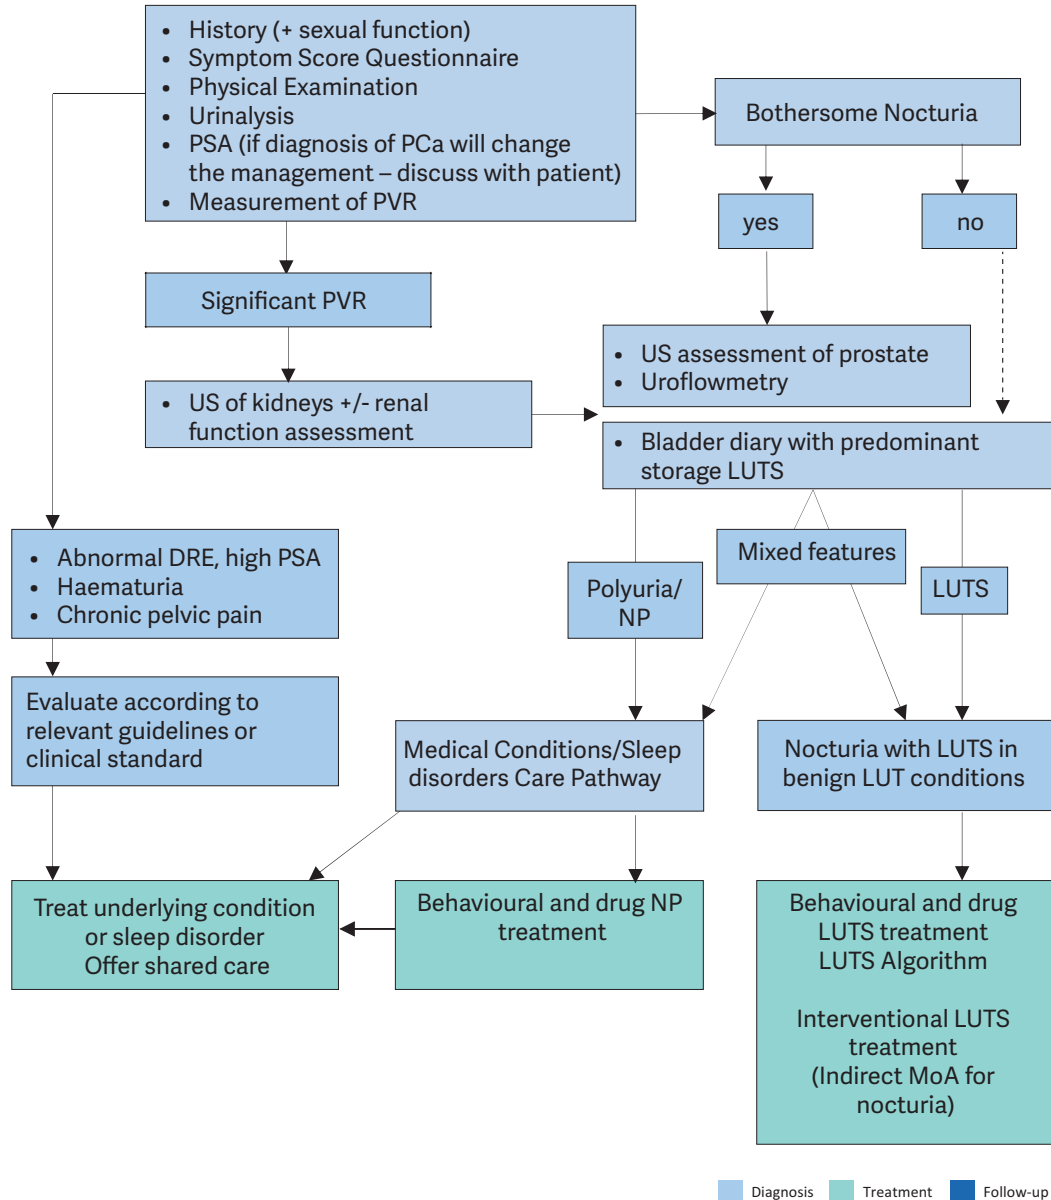 • History (+ sexual function)
• Symptom Score Questionnaire
• Physical Examination
• Urinalysis
• PSA (if diagnosis of PCa will change
the management – discuss with patient)
• Measurement of PVR
Bothersome Nocturia
yes
no
Significant PVR
• US assessment of prostate
• Uroflowmetry
• US of kidneys +/- renal
function assessment
• Bladder diary with predominant
storage LUTS
• Abnormal DRE, high PSA
• Haematuria
• Chronic pelvic pain
Mixed features
Polyuria/
NP
LUTS
Evaluate according to
relevant guidelines or
clinical standard
Medical Conditions/Sleep
disorders Care Pathway
Nocturia with LUTS in
benign LUT conditions
Treat underlying condition
or sleep disorder
Offer shared care
Behavioural and drug NP
treatment
Behavioural and drug
LUTS treatment
LUTS Algorithm
Interventional LUTS
treatment
(Indirect MoA for
nocturia)
Diagnosis
Treatment
Follow-up